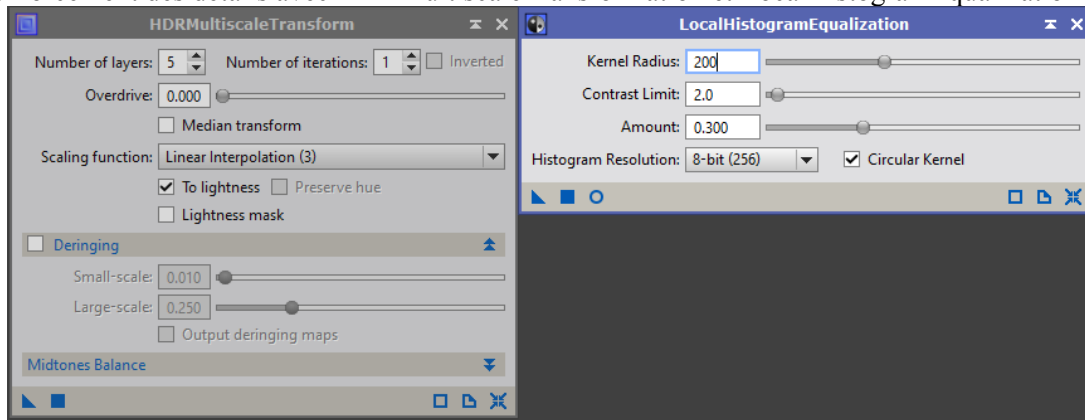 HDRMultiscaleTransform
Number of layers: 5 Number of iterations: 1 Inverted
Overdrive: 0.000
Median transform
Scaling function: Linear Interpolation (3)
To lightness Preserve hue
Lightness mask
Deringing
Small-scale: 0.010
Large-scale: 0.250
Output deringing maps
Midtones Balance
LocalHistogramEqualization
Kernel Radius: 200
Contrast Limit: 2.0
Amount: 0.300
Histogram Resolution: 8-bit (256) Circular Kernel